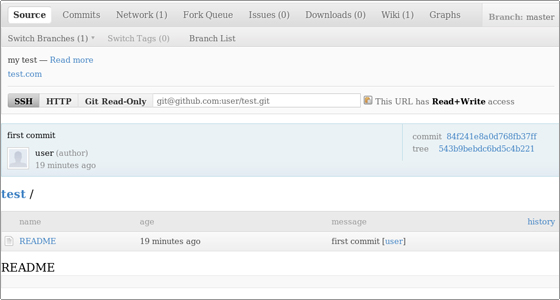 Source Commits Network (1) Fork Queue Issues (0) Downloads (0) Wiki (1) Graphs Branch: master
Switch Branches (1) Switch Tags (0) Branch List
my test — Read more
test.com
SSH HTTP Git Read-Only git@github.com:user/test.git This URL has Read+Write access
first commit
user (author)
19 minutes ago
commit 84f241e8a0d768fb37ff
tree 543b9bebdc6bd5c4b221
test /
name age message history
README 19 minutes ago first commit [user]
README